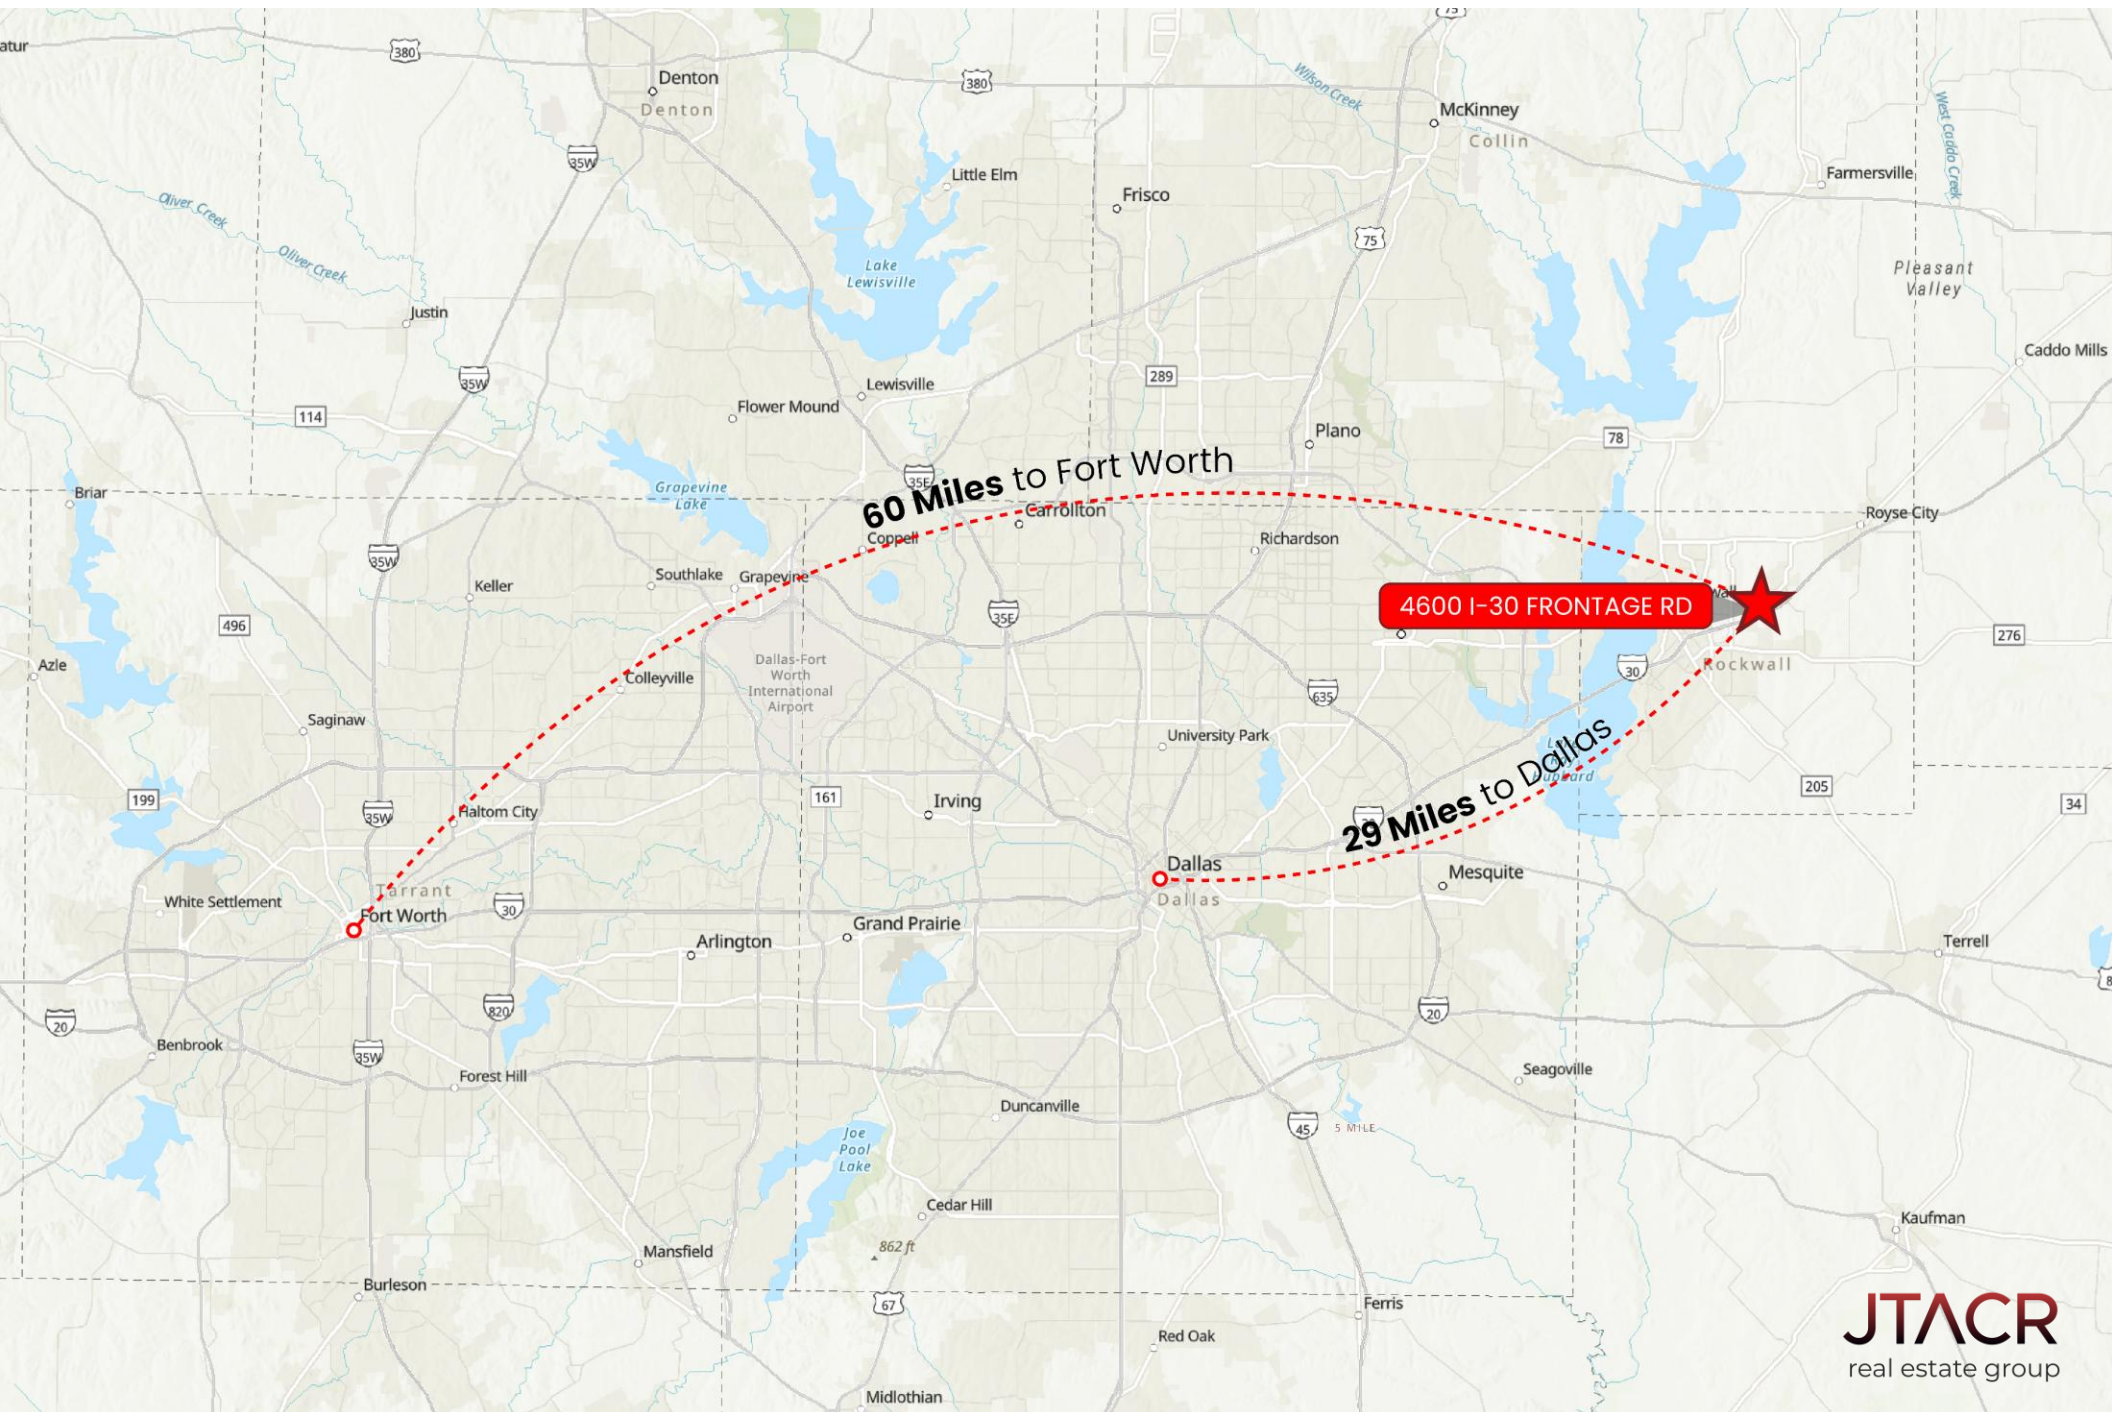 75
atur
380
Denton
Denton
380
Wilson Creek
McKinney
Collin
West Caddo Creek
35W
Little Elm
Farmersville
Frisco
Oliver Creek
Oliver Creek
75
Lake
Lewisville
Pleasant
Valley
Justin
Caddo Mills
35W
289
Lewisville
114
Flower Mound
Plano
78
60 Miles to Fort Worth
35E
Briar
Grapevine
Lake
Carrollton
Royse City
Coppell
Richardson
35W
Southlake
Grapevine
Keller
4600 I-30 FRONTAGE RD
35E
496
276
Azle
Dallas-Fort
Worth
International
Airport
Colleyville
30
Rockwall
635
Saginaw
University Park
29 Miles to Dallas
Lake
Ray
Hubbard
199
161
Irving
205
34
35W
Haltom City
Dallas
Dallas
Mesquite
Tarrant
White Settlement
30
Fort Worth
Grand Prairie
Arlington
Terrell
820
20
20
Benbrook
35W
Forest Hill
Seagoville
Duncanville
45
5 MILE
Joe
Pool
Lake
Cedar Hill
Kaufman
862 ft
Mansfield
Burleson
67
Ferris
Red Oak
Midlothian
JTACR
real estate group